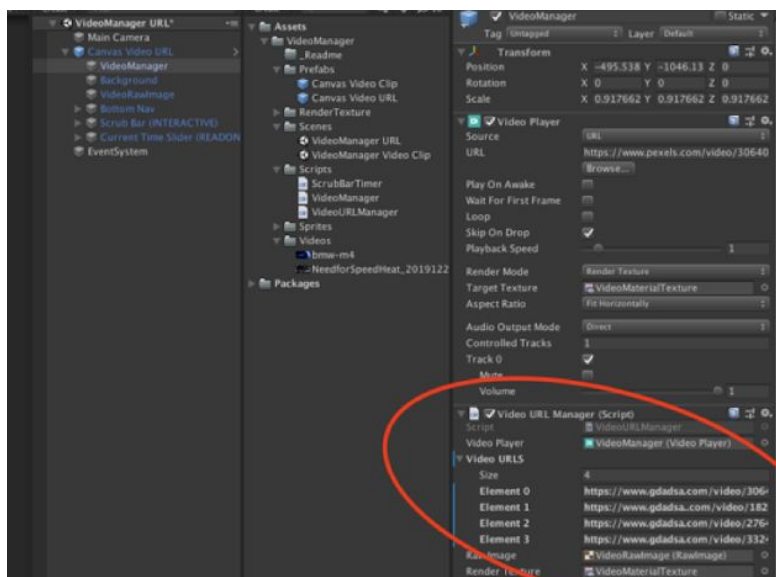 VideoManager URL*
Main Camera
Canvas Video URL
VideoManager
Background
VideoRawImage
Bottom Nav
Scrub Bar (INTERACTIVE)
Current Time Slider (READON
EventSystem
Assets
VideoManager
_Readme
Prefabs
Canvas Video Clip
Canvas Video URL
RenderTexture
Scenes
VideoManager URL
VideoManager Video Clip
Scripts
ScrubBarTimer
VideoManager
VideoURLManager
Sprites
Videos
bmw-m4
NeedforSpeedHeat_2019122
Packages
VideoManager Static
Tag Untagged Layer Default
Transform
Position X -495.538 Y -1046.13 Z 0
Rotation X 0 Y 0 Z 0
Scale X 0.917662 Y 0.917662 Z 0.917662
Video Player
Source URL
URL https://www.pexels.com/video/30640
Browse...
Play On Awake
Wait For First Frame
Loop
Skip On Drop
Playback Speed 1
Render Mode Render Texture
Target Texture VideoMaterialTexture
Aspect Ratio Fit Horizontally
Audio Output Mode Direct
Controlled Tracks 1
Track 0
Mute
Volume 1
Video URL Manager (Script)
Script VideoURLManager
Video Player VideoManager (Video Player)
Video URLS
Size 4
Element 0 https://www.gdadsa.com/video/306
Element 1 https://www.gdadsa..com/video/182
Element 2 https://www.gdadsa.com/video/276
Element 3 https://www.gdadsa.com/video/332
RawImage VideoRawImage (RawImage)
Render Texture VideoMaterialTexture